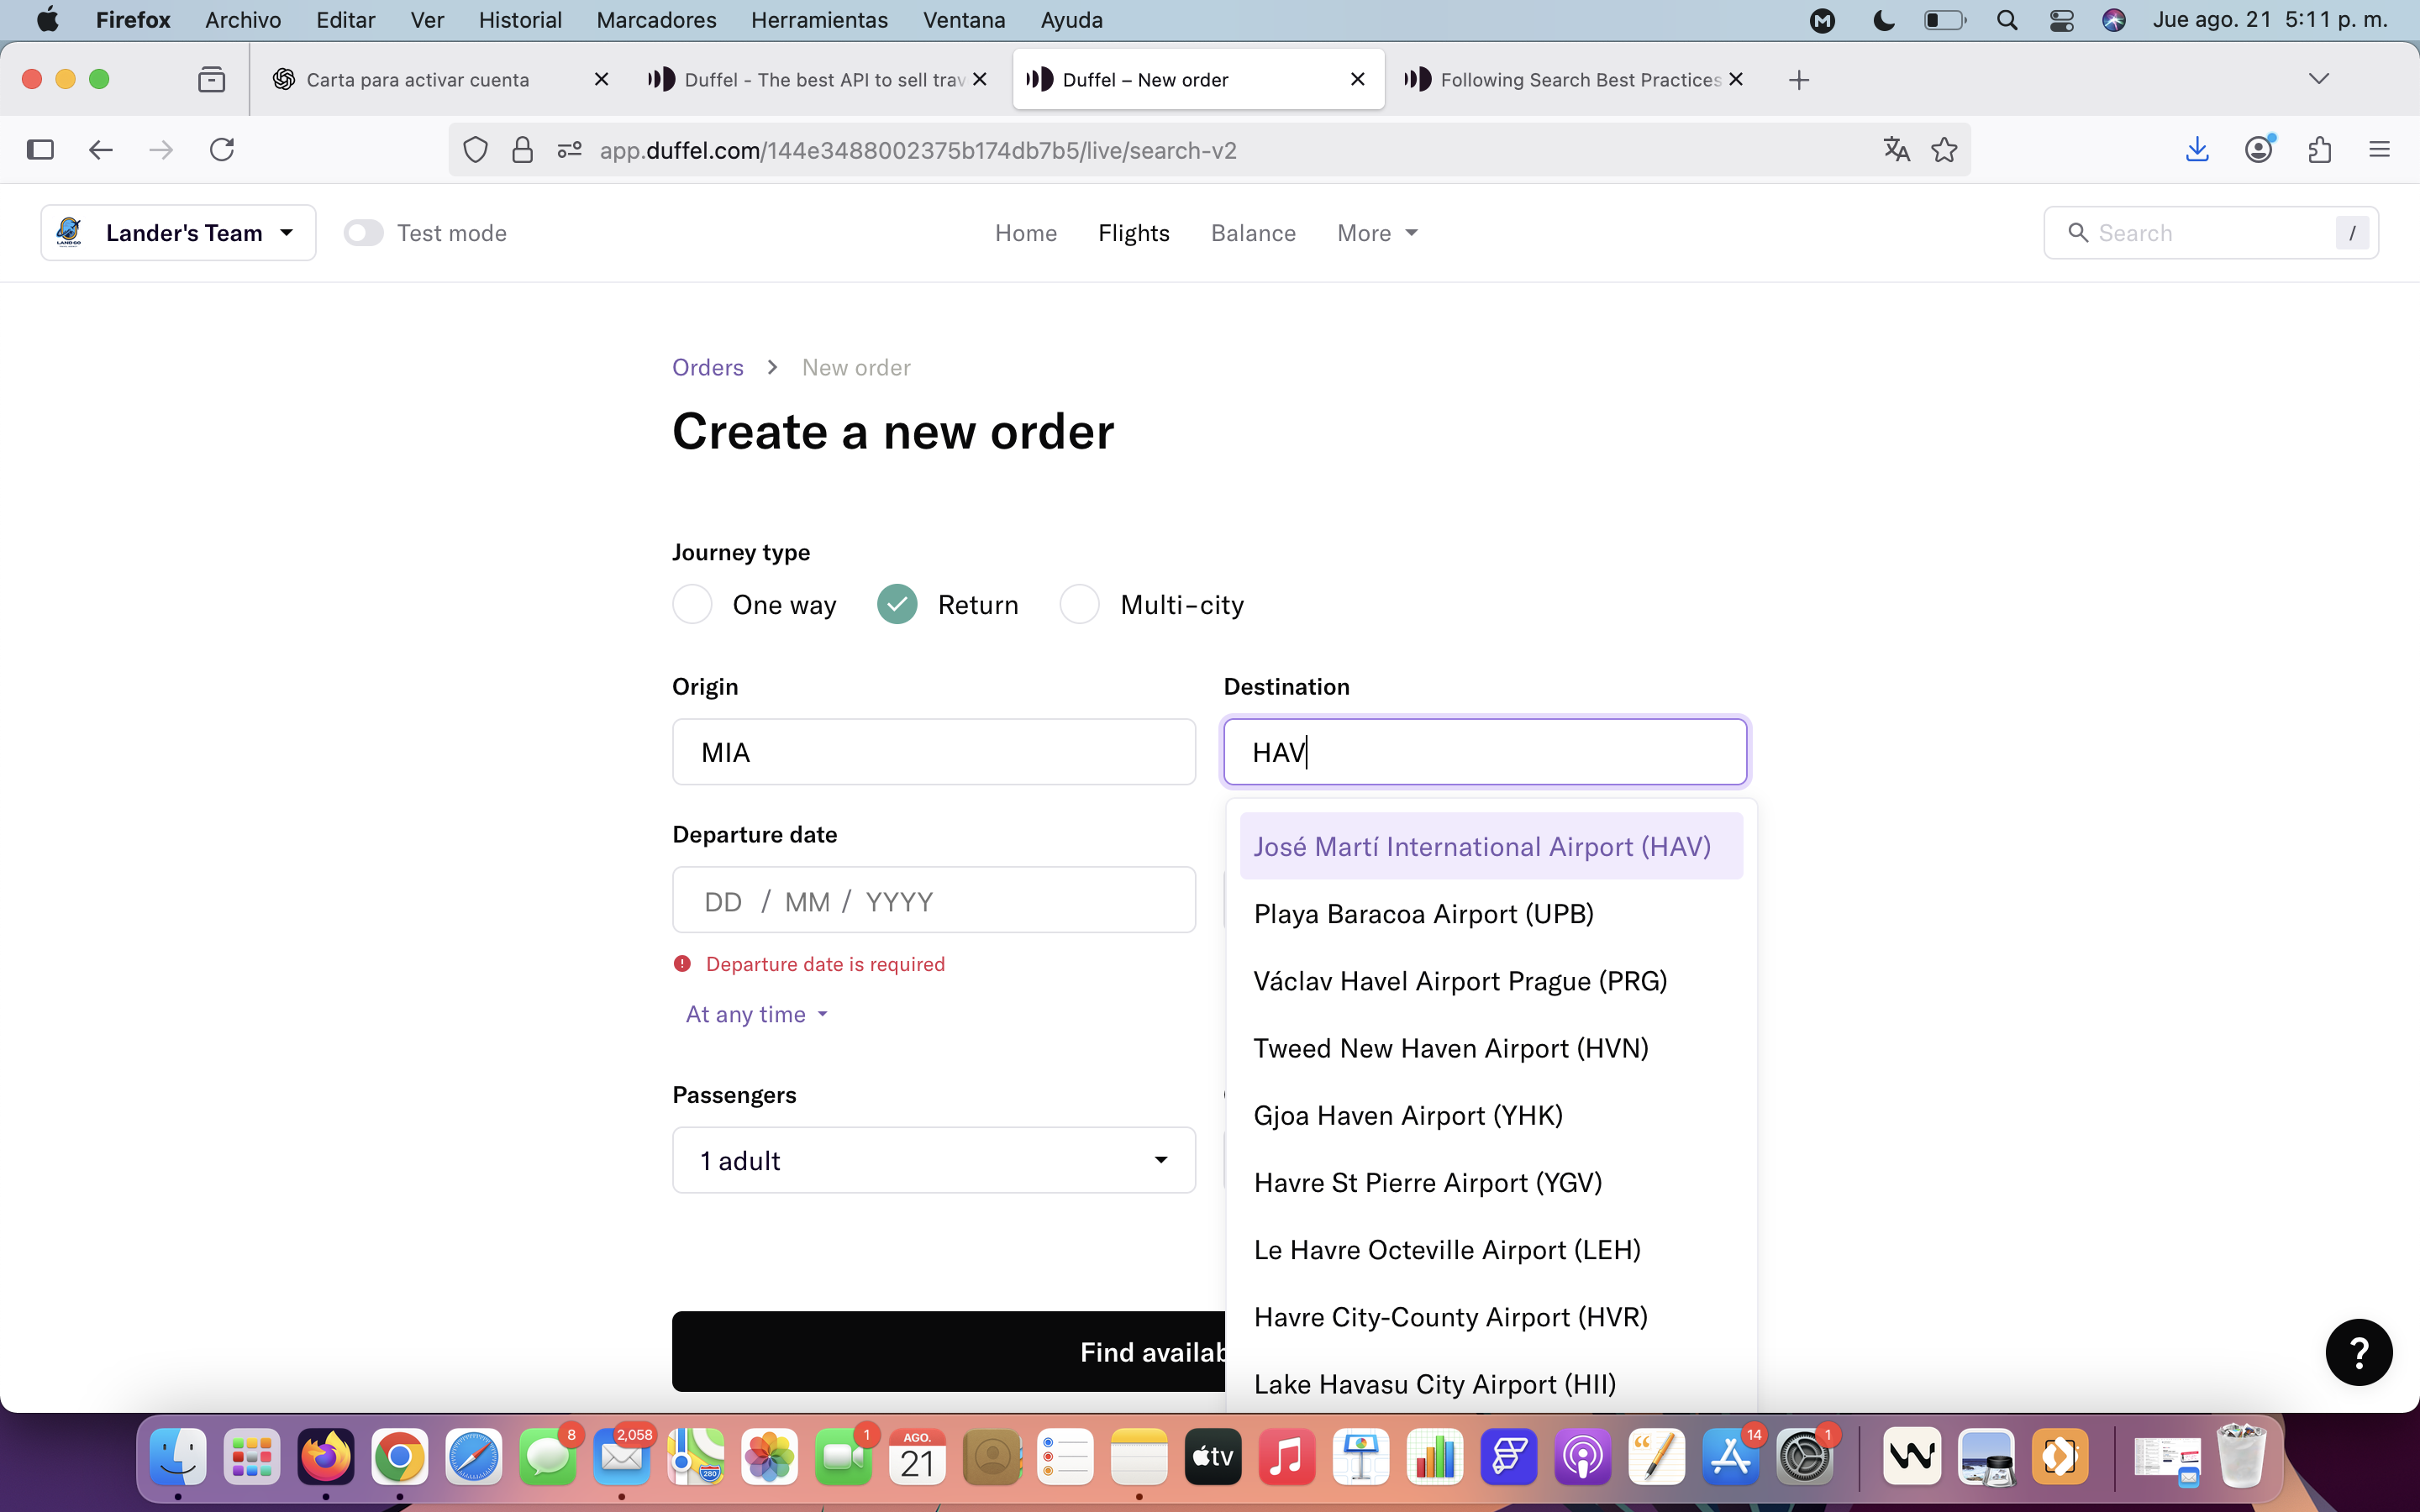 Firefox Archivo Editar Ver Historial Marcadores Herramientas Ventana Ayuda Jue ago. 21 5:11 p. m.
Carta para activar cuenta Duffel - The best API to sell trav Duffel – New order Following Search Best Practices
app.duffel.com/144e3488002375b174db7b5/live/search-v2
Lander's Team Test mode Home Flights Balance More Search /
Orders New order
Create a new order
Journey type
One way Return Multi-city
Origin Destination
MIA HAV
José Martí International Airport (HAV)
Departure date
DD / MM / YYYY
Playa Baracoa Airport (UPB)
Departure date is required
Václav Havel Airport Prague (PRG)
At any time
Tweed New Haven Airport (HVN)
Passengers
Gjoa Haven Airport (YHK)
1 adult
Havre St Pierre Airport (YGV)
Le Havre Octeville Airport (LEH)
Havre City-County Airport (HVR)
Find availab
?
Lake Havasu City Airport (HII)
8 2,058 1 AGO. 21 tv 14 1
280